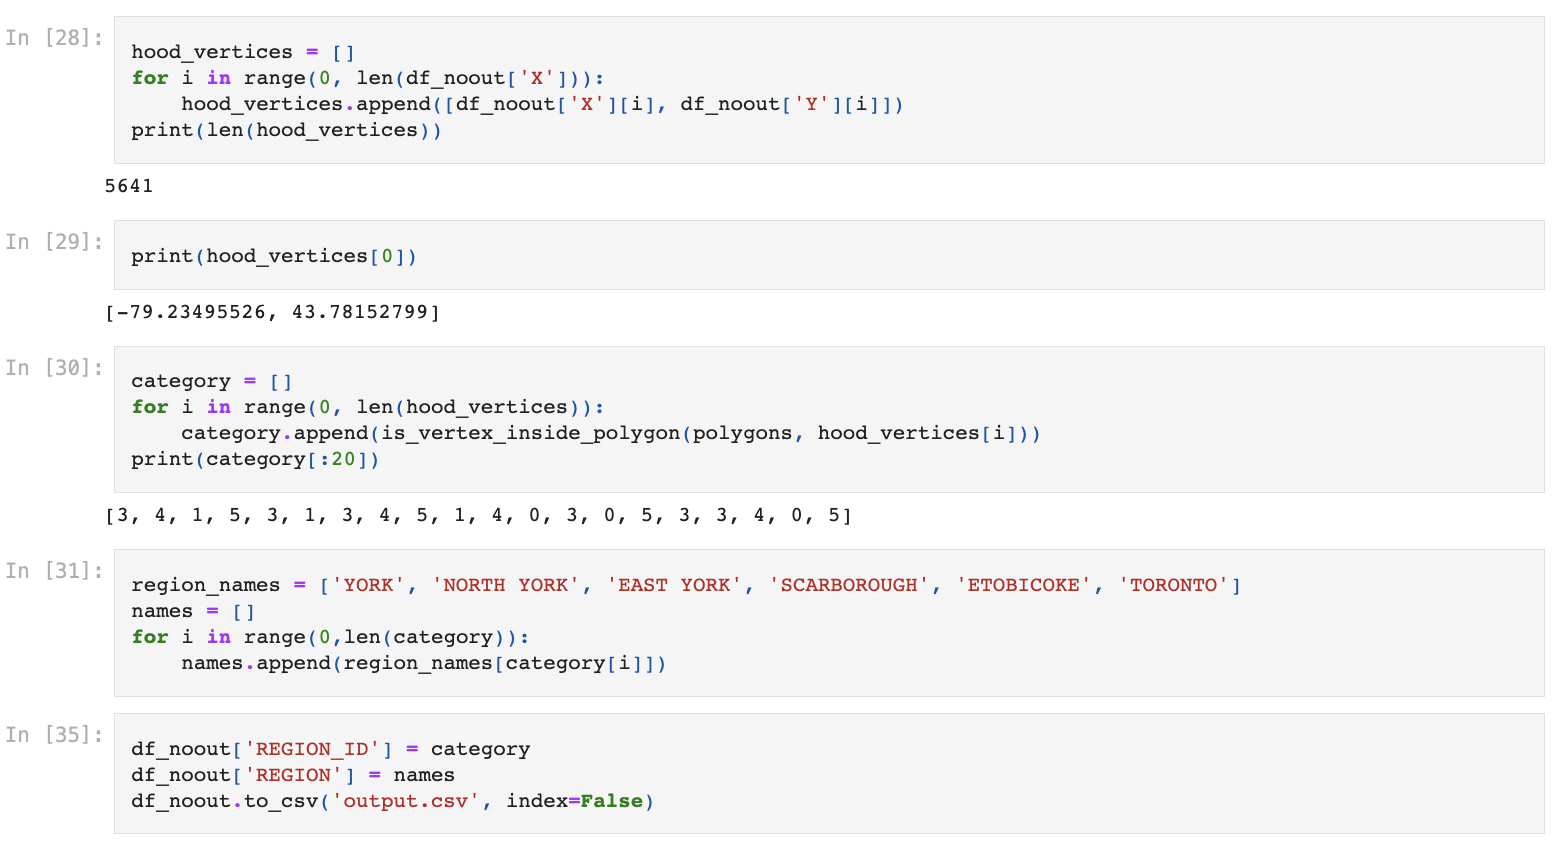 In [28]:
hood_vertices = []
for i in range(0, len(df_noout['X'])):
    hood_vertices.append([df_noout['X'][i], df_noout['Y'][i]])
print(len(hood_vertices))
5641
In [29]:
print(hood_vertices[0])
[-79.23495526, 43.78152799]
In [30]:
category = []
for i in range(0, len(hood_vertices)):
    category.append(is_vertex_inside_polygon(polygons, hood_vertices[i]))
print(category[:20])
[3, 4, 1, 5, 3, 1, 3, 4, 5, 1, 4, 0, 3, 0, 5, 3, 3, 4, 0, 5]
In [31]:
region_names = ['YORK', 'NORTH YORK', 'EAST YORK', 'SCARBOROUGH', 'ETOBICOKE', 'TORONTO']
names = []
for i in range(0,len(category)):
    names.append(region_names[category[i]])
In [35]:
df_noout['REGION_ID'] = category
df_noout['REGION'] = names
df_noout.to_csv('output.csv', index=False)